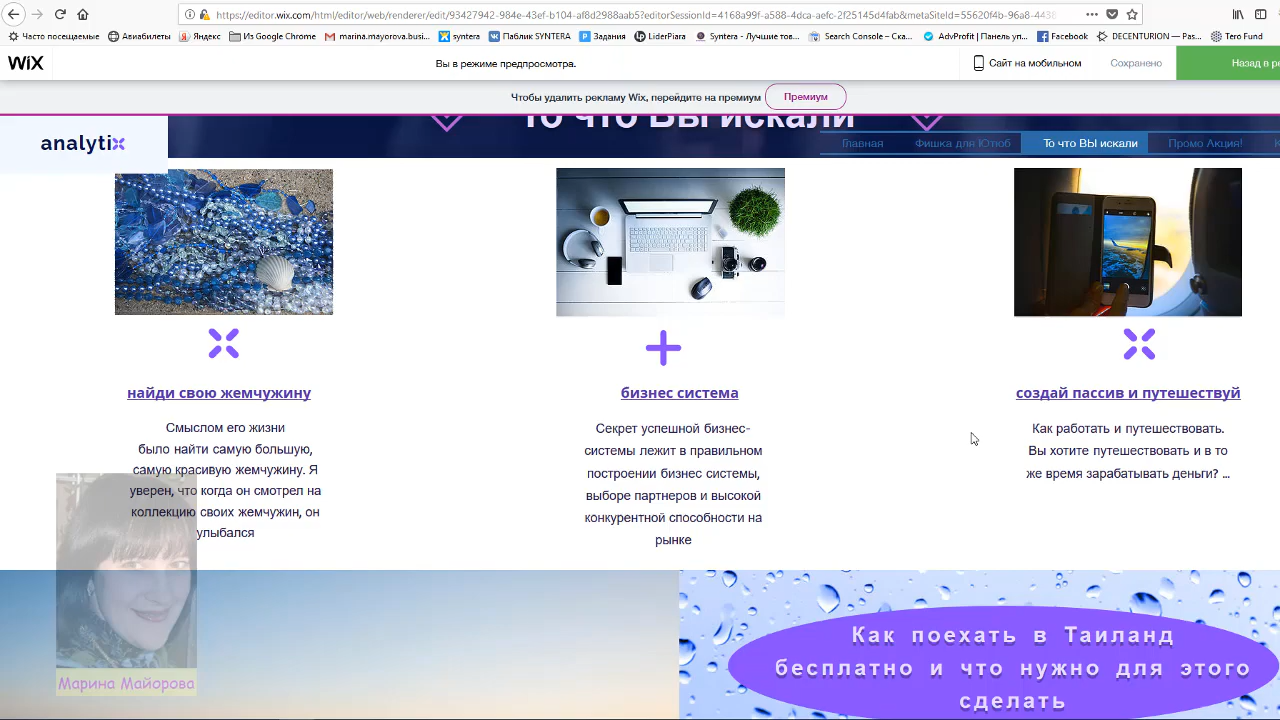 https://editor.wix.com/html/editor/web/renderer/edit/93427942-984e-43ef-b104-af8d2988aab5?editorSessionId=4168a99f-a588-4dca-aefc-2f25145d4fab&metaSiteId=55620f4b-96a8-4438
Часто посещаемые Авиабилеты Яндекс Из Google Chrome marina.mayorova.busi... syntera Паблик SYNTERA Задания LiderPiara Syntera - Лучшие тов... Search Console – Ска... AdvProfit | Панель уп... Facebook DECENTURION — Pas... Tero Fund
WiX Вы в режиме предпросмотра. Сайт на мобильном Сохранено Назад в ре
Чтобы удалить рекламу Wix, перейдите на премиум Премиум
То что Вы искали
analytix Главная Фишка для Ютюб То что ВЫ искали Промо Акция!
найди свою жемчужину
Смыслом его жизни
было найти самую большую,
самую красивую жемчужину. Я
уверен, что когда он смотрел на
коллекцию своих жемчужин, он
улыбался
бизнес система
Секрет успешной бизнес-
системы лежит в правильном
построении бизнес системы,
выборе партнеров и высокой
конкурентной способности на
рынке
создай пассив и путешествуй
Как работать и путешествовать.
Вы хотите путешествовать и в то
же время зарабатывать деньги? ...
Марина Майорова
Как поехать в Таиланд
бесплатно и что нужно для этого
сделать